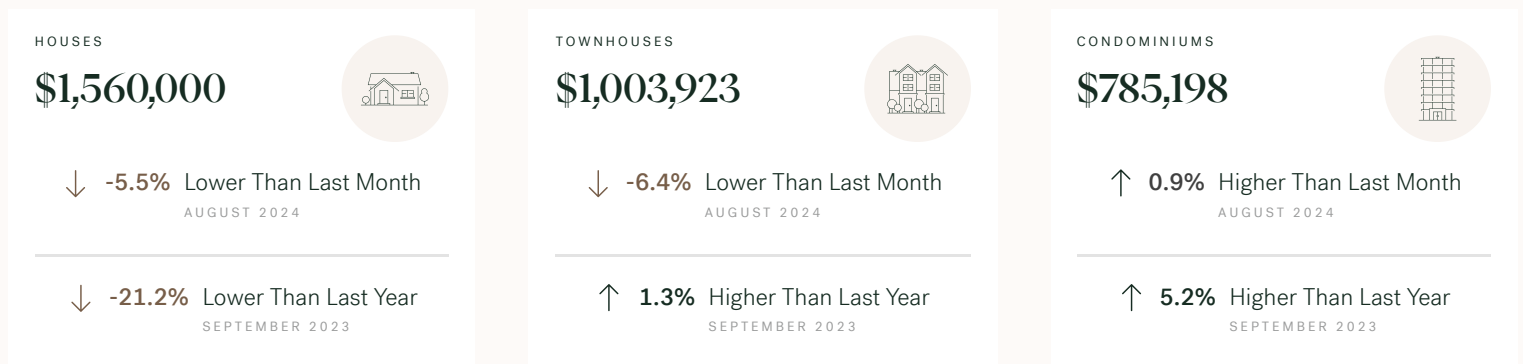 HOUSES
$1,560,000
-5.5% Lower Than Last Month
AUGUST 2024
-21.2% Lower Than Last Year
SEPTEMBER 2023
TOWNHOUSES
$1,003,923
-6.4% Lower Than Last Month
AUGUST 2024
1.3% Higher Than Last Year
SEPTEMBER 2023
CONDOMINIUMS
$785,198
0.9% Higher Than Last Month
AUGUST 2024
5.2% Higher Than Last Year
SEPTEMBER 2023